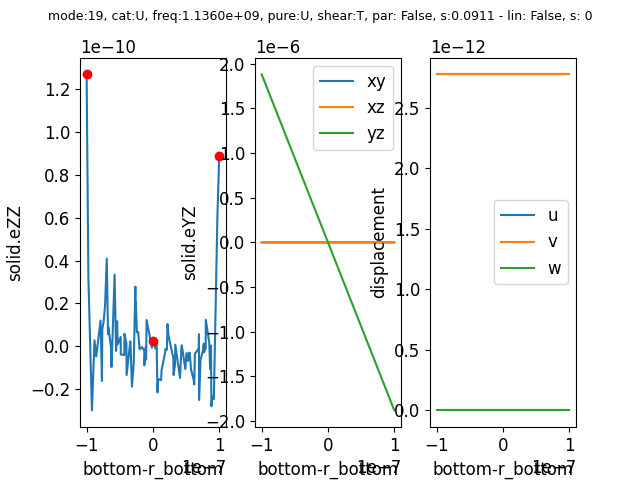 mode:19, cat:U, freq:1.1360e+09, pure:U, shear:T, par: False, s:0.0911 - lin: False, s: 0
1e−10
1.2
1.0
0.8
0.6
0.4
0.2
0.0
−0.2
solid.eZZ
−1
0
1
1e−7
bottom-r_bottom
1e−6
2.0
1.5
1.0
0.5
0.0
−0.5
−1.0
−1.5
−2.0
solid.eYZ
xy
xz
yz
−1
0
1
1e−7
bottom-r_bottom
1e−12
2.5
2.0
1.5
1.0
0.5
0.0
displacement
u
v
w
−1
0
1
1e−7
bottom-r_bottom